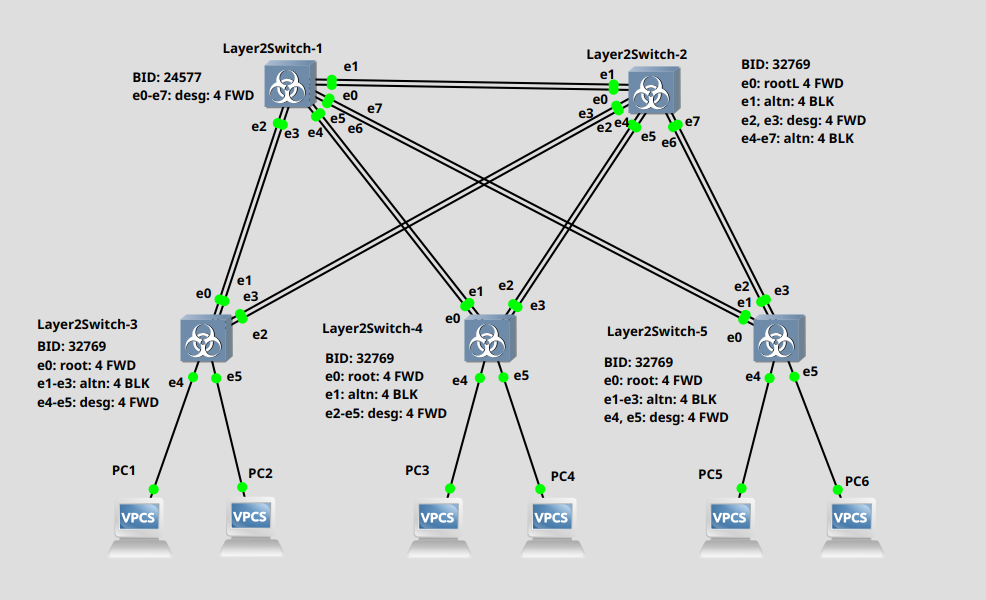 Layer2Switch-1
BID: 24577
e0-e7: desg: 4 FWD
Layer2Switch-2
BID: 32769
e0: rootL 4 FWD
e1: altn: 4 BLK
e2, e3: desg: 4 FWD
e4-e7: altn: 4 BLK
e1
e0
e7
e5
e6
e4
e2
e3
e1
e0
e3
e2
e4
e5
e6
e7
e0
e1
e3
e2
e1
e0
e2
e3
e2
e3
e1
e0
Layer2Switch-3
BID: 32769
e0: root: 4 FWD
e1-e3: altn: 4 BLK
e4-e5: desg: 4 FWD
e4
e5
Layer2Switch-4
BID: 32769
e0: root: 4 FWD
e1: altn: 4 BLK
e2-e5: desg: 4 FWD
e4
e5
Layer2Switch-5
BID: 32769
e0: root: 4 FWD
e1-e3: altn: 4 BLK
e4, e5: desg: 4 FWD
e4
e5
PC1
PC2
PC3
PC4
PC5
PC6
VPCS
VPCS
VPCS
VPCS
VPCS
VPCS